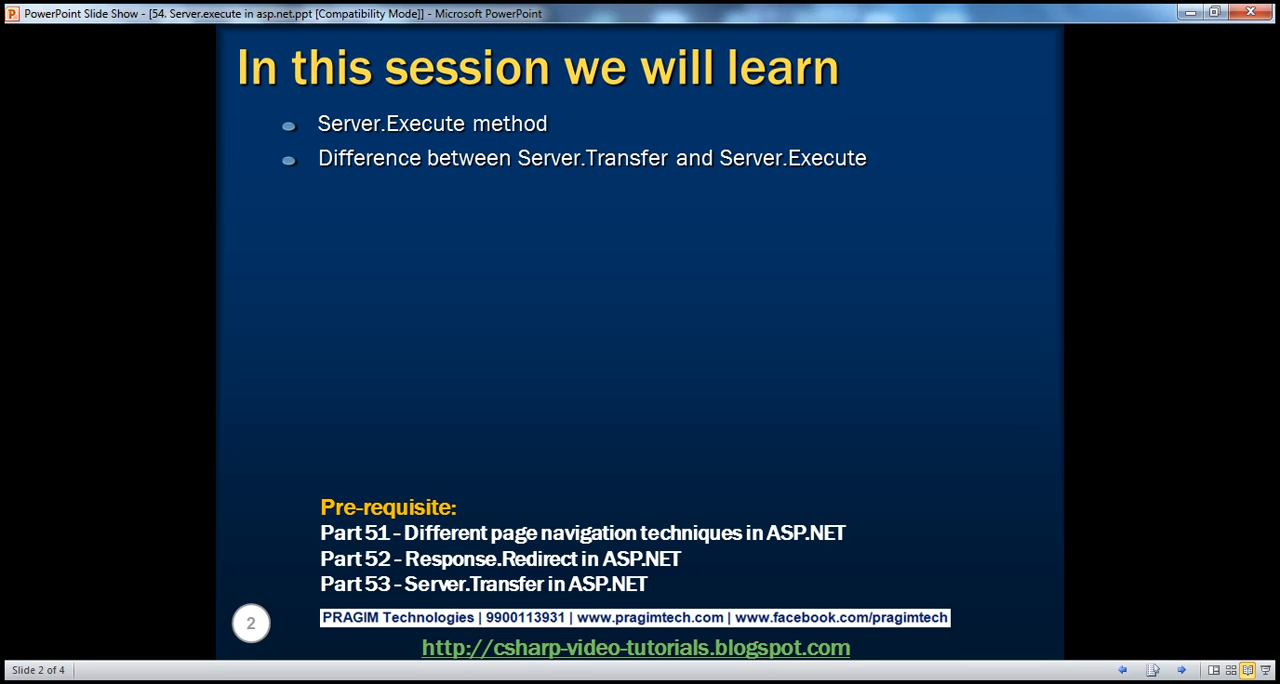 PowerPoint Slide Show - [54. Server.execute in asp.net.ppt [Compatibility Mode]] - Microsoft PowerPoint
In this session we will learn
Server.Execute method
Difference between Server.Transfer and Server.Execute
Pre-requisite:
Part 51 - Different page navigation techniques in ASP.NET
Part 52 - Response.Redirect in ASP.NET
Part 53 - Server.Transfer in ASP.NET
2
PRAGIM Technologies | 9900113931 | www.pragimtech.com | www.facebook.com/pragimtech
http://csharp-video-tutorials.blogspot.com
Slide 2 of 4